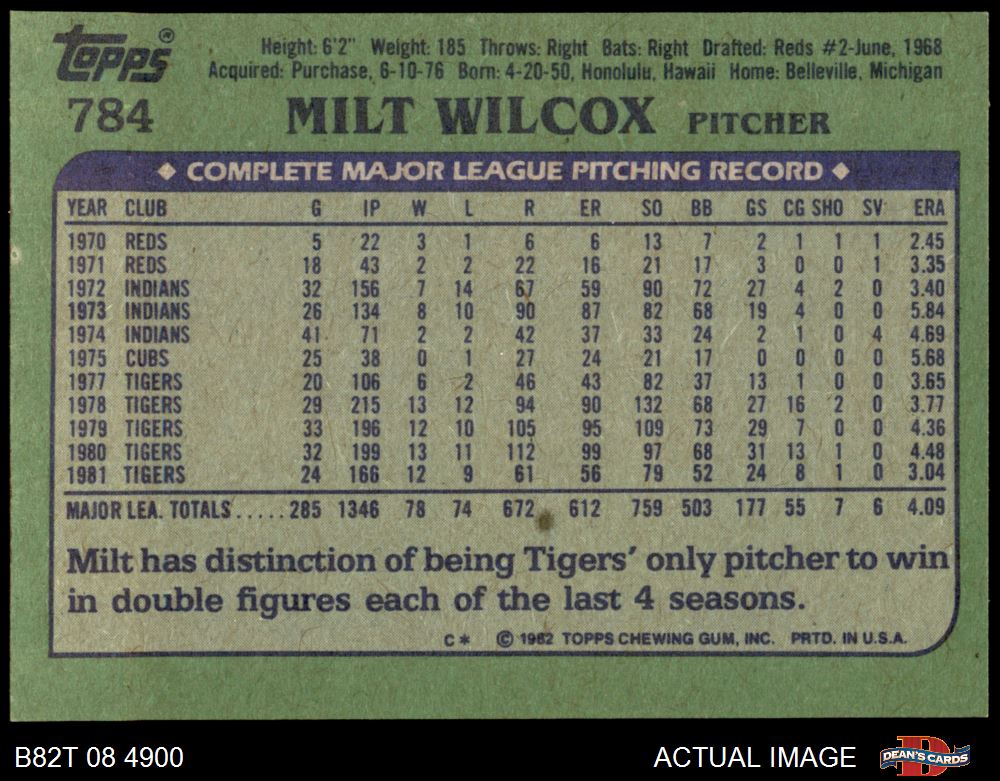 Topps®
Height: 6'2" Weight: 185 Throws: Right Bats: Right Drafted: Reds #2-June, 1968
Acquired: Purchase, 6-10-76 Born: 4-20-50, Honolulu, Hawaii Home: Belleville, Michigan
784 MILT WILCOX PITCHER
◆ COMPLETE MAJOR LEAGUE PITCHING RECORD ◆
YEAR CLUB G IP W L R ER SO BB GS CG SHO SV ERA
1970 REDS 5 22 3 1 6 6 13 7 2 1 1 1 2.45
1971 REDS 18 43 2 2 22 16 21 17 3 0 0 1 3.35
1972 INDIANS 32 156 7 14 67 59 90 72 27 4 2 0 3.40
1973 INDIANS 26 134 8 10 90 87 82 68 19 4 0 0 5.84
1974 INDIANS 41 71 2 2 42 37 33 24 2 1 0 4 4.69
1975 CUBS 25 38 0 1 27 24 21 17 0 0 0 0 5.68
1977 TIGERS 20 106 6 2 46 43 82 37 13 1 0 0 3.65
1978 TIGERS 29 215 13 12 94 90 132 68 27 16 2 0 3.77
1979 TIGERS 33 196 12 10 105 95 109 73 29 7 0 0 4.36
1980 TIGERS 32 199 13 11 112 99 97 68 31 13 1 0 4.48
1981 TIGERS 24 166 12 9 61 56 79 52 24 8 1 0 3.04
MAJOR LEA. TOTALS.....285 1346 78 74 672 612 759 503 177 55 7 6 4.09
Milt has distinction of being Tigers' only pitcher to win
in double figures each of the last 4 seasons.
C* © 1982 TOPPS CHEWING GUM, INC. PRTD. IN U.S.A.
B82T 08 4900 ACTUAL IMAGE DEAN'S CARDS